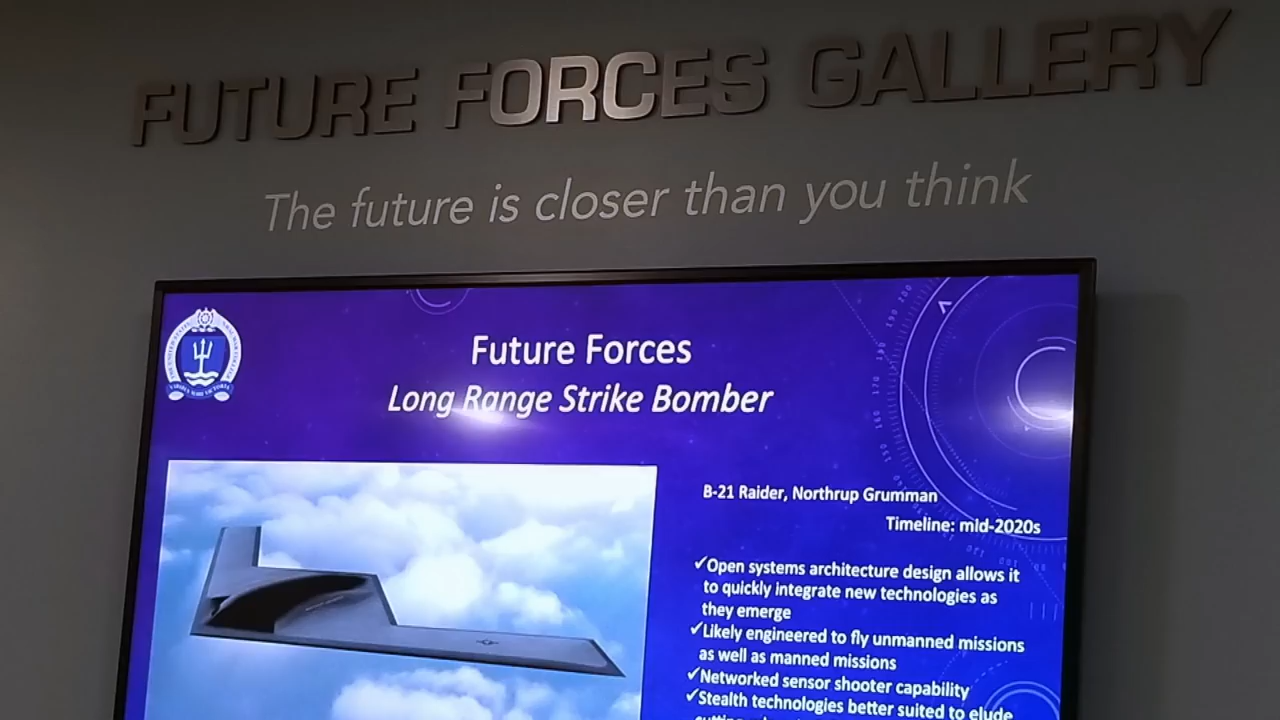 FUTURE FORCES GALLERY
The future is closer than you think
Future Forces
Long Range Strike Bomber
B-21 Raider, Northrup Grumman
Timeline: mid-2020s
✓Open systems architecture design allows it
to quickly integrate new technologies as
they emerge
✓Likely engineered to fly unmanned missions
as well as manned missions
✓Networked sensor shooter capability
✓Stealth technologies better suited to elude